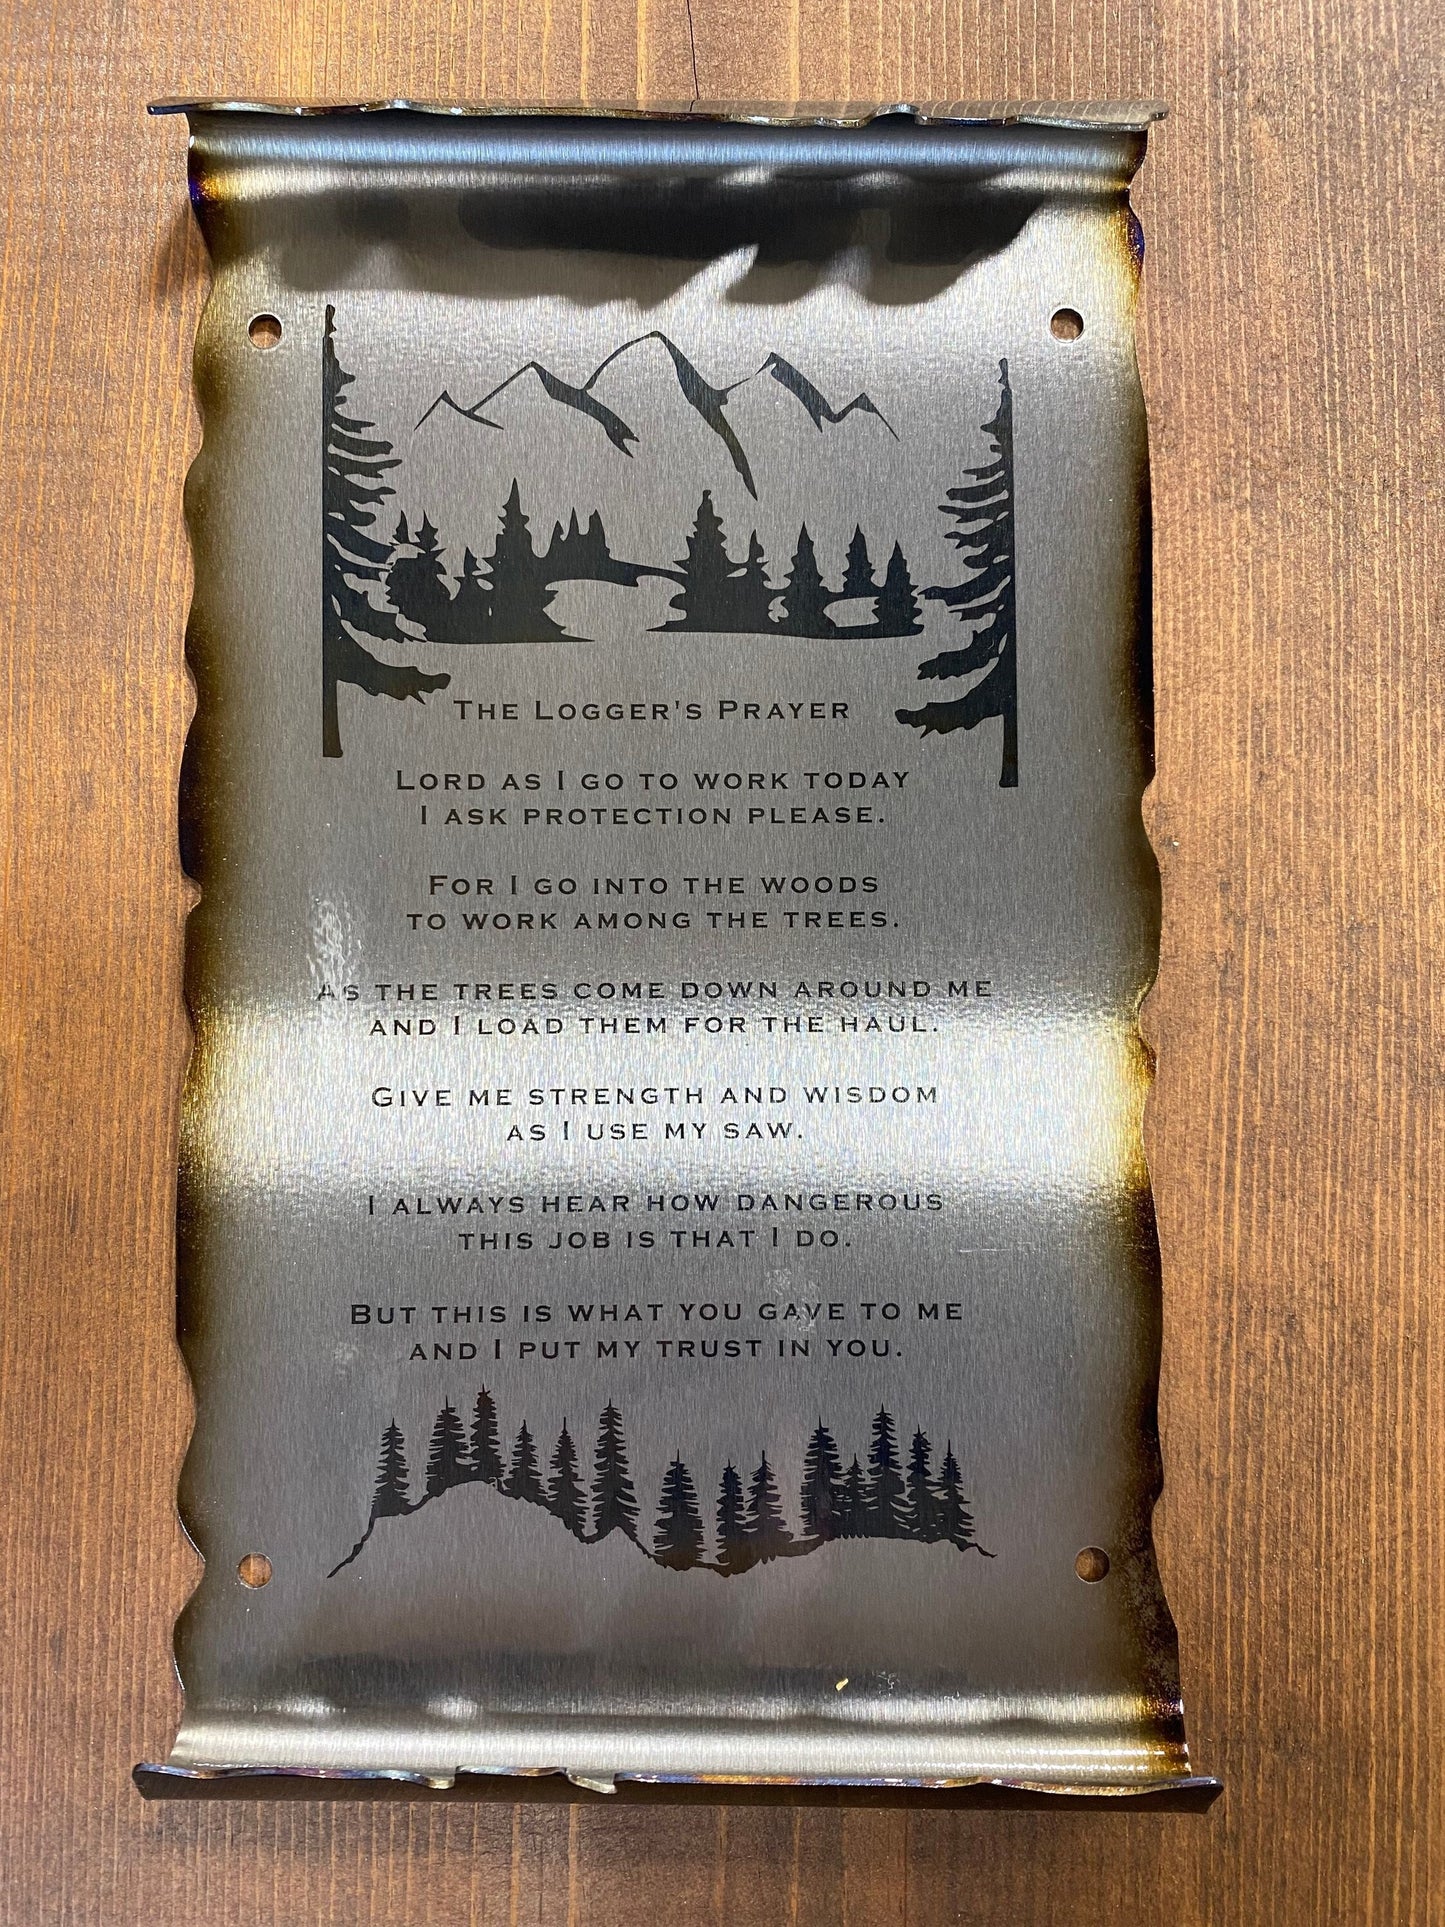 The Logger's Prayer
Lord as I go to work today
I ask protection please.
For I go into the woods
to work among the trees.
As the trees come down around me
and I load them for the haul.
Give me strength and wisdom
as I use my saw.
I always hear how dangerous
this job is that I do.
But this is what you gave to me
and I put my trust in you.